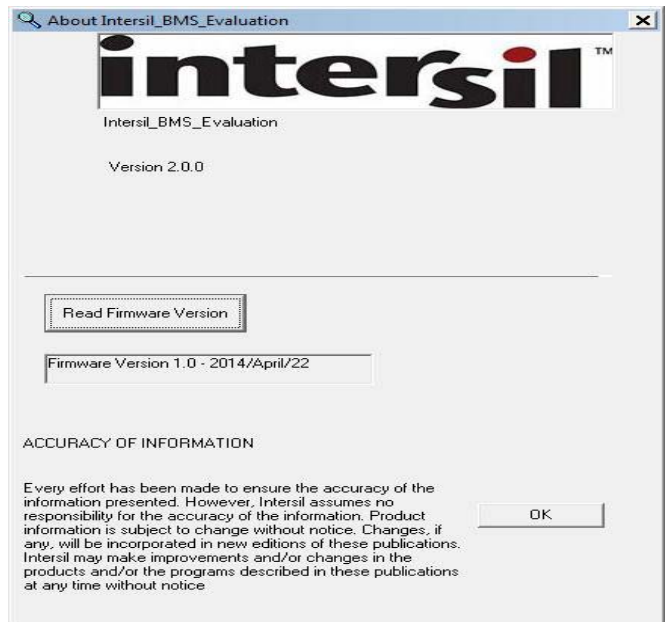 About Intersil_BMS_Evaluation
intersil™
Intersil_BMS_Evaluation
Version 2.0.0
Read Firmware Version
Firmware Version 1.0 - 2014/April/22
ACCURACY OF INFORMATION
Every effort has been made to ensure the accuracy of the
information presented. However, Intersil assumes no
responsibility for the accuracy of the information. Product
information is subject to change without notice. Changes, if
any, will be incorporated in new editions of these publications.
Intersil may make improvements and/or changes in the
products and/or the programs described in these publications
at any time without notice
OK